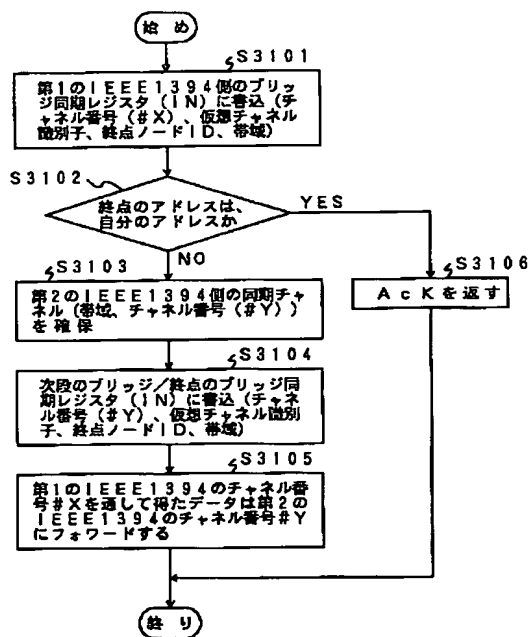 始め
S3101
第1のIEEE1394側のブリッ
ジ同期レジスタ(IN)に書込(チャ
ネル番号(#X)、仮想チャネル
識別子、終点ノードID、帯域)
S3102
終点のアドレスは、
自分のアドレスか
YES
NO
S3103
S3106
第2のIEEE1394側の同期チャ
ネル(帯域、チャネル番号(#Y))
を確保
AcKを返す
S3104
次段のブリッジ/終点のブリッジ同
期レジスタ(IN)に書込(チャネ
ル番号(#Y)、仮想チャネル識別
子、終点ノードID、帯域)
S3105
第1のIEEE1394のチャネル番
号#Xを通して得たデータは第2の
IEEE1394のチャネル番号#Y
にフォワードする
終り